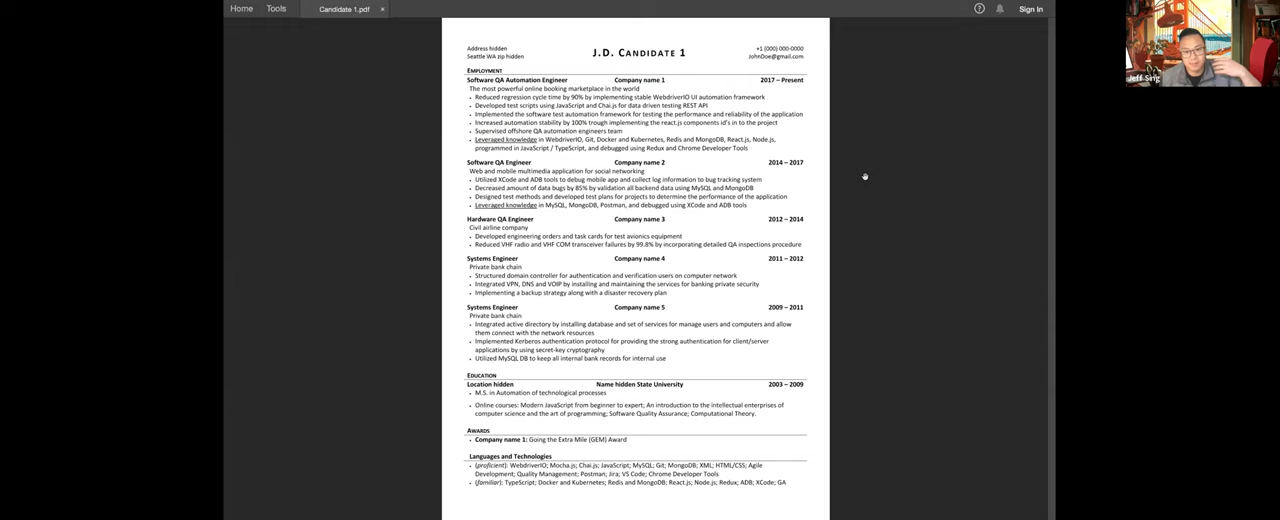 Home Tools Candidate 1.pdf × Sign In
Jeff Sing
Address hidden
Seattle WA zip hidden
J.D. CANDIDATE 1
+1 (000) 000-0000
JohnDoe@gmail.com
EMPLOYMENT
Software QA Automation Engineer Company name 1 2017 – Present
The most powerful online booking marketplace in the world
• Reduced regression cycle time by 90% by implementing stable WebdriverIO UI automation framework
• Developed test scripts using JavaScript and Chai.js for data driven testing REST API
• Implemented the software test automation framework for testing the performance and reliability of the application
• Increased automation stability by 100% trough implementing the react.js components id's in to the project
• Supervised offshore QA automation engineers team
• Leveraged knowledge in WebdriverIO, Git, Docker and Kubernetes, Redis and MongoDB, React.js, Node.js,
programmed in JavaScript / TypeScript, and debugged using Redux and Chrome Developer Tools
Software QA Engineer Company name 2 2014 – 2017
Web and mobile multimedia application for social networking
• Utilized XCode and ADB tools to debug mobile app and collect log information to bug tracking system
• Decreased amount of data bugs by 85% by validation all backend data using MySQL and MongoDB
• Designed test methods and developed test plans for projects to determine the performance of the application
• Leveraged knowledge in MySQL, MongoDB, Postman, and debugged using XCode and ADB tools
Hardware QA Engineer Company name 3 2012 – 2014
Civil airline company
• Developed engineering orders and task cards for test avionics equipment
• Reduced VHF radio and VHF COM transceiver failures by 99.8% by incorporating detailed QA inspections procedure
Systems Engineer Company name 4 2011 – 2012
Private bank chain
• Structured domain controller for authentication and verification users on computer network
• Integrated VPN, DNS and VOIP by installing and maintaining the services for banking private security
• Implementing a backup strategy along with a disaster recovery plan
Systems Engineer Company name 5 2009 – 2011
Private bank chain
• Integrated active directory by installing database and set of services for manage users and computers and allow
them connect with the network resources
• Implemented Kerberos authentication protocol for providing the strong authentication for client/server
applications by using secret-key cryptography
• Utilized MySQL DB to keep all internal bank records for internal use
EDUCATION
Location hidden Name hidden State University 2003 – 2009
• M.S. in Automation of technological processes
• Online courses: Modern JavaScript from beginner to expert; An introduction to the intellectual enterprises of
computer science and the art of programming; Software Quality Assurance; Computational Theory.
AWARDS
• Company name 1: Going the Extra Mile (GEM) Award
Languages and Technologies
• (proficient): WebdriverIO; Mocha.js; Chai.js; JavaScript; MySQL; Git; MongoDB; XML; HTML/CSS; Agile
Development; Quality Management; Postman; Jira; VS Code; Chrome Developer Tools
• (familiar): TypeScript; Docker and Kubernetes; Redis and MongoDB; React.js; Node.js; Redux; ADB; XCode; GA